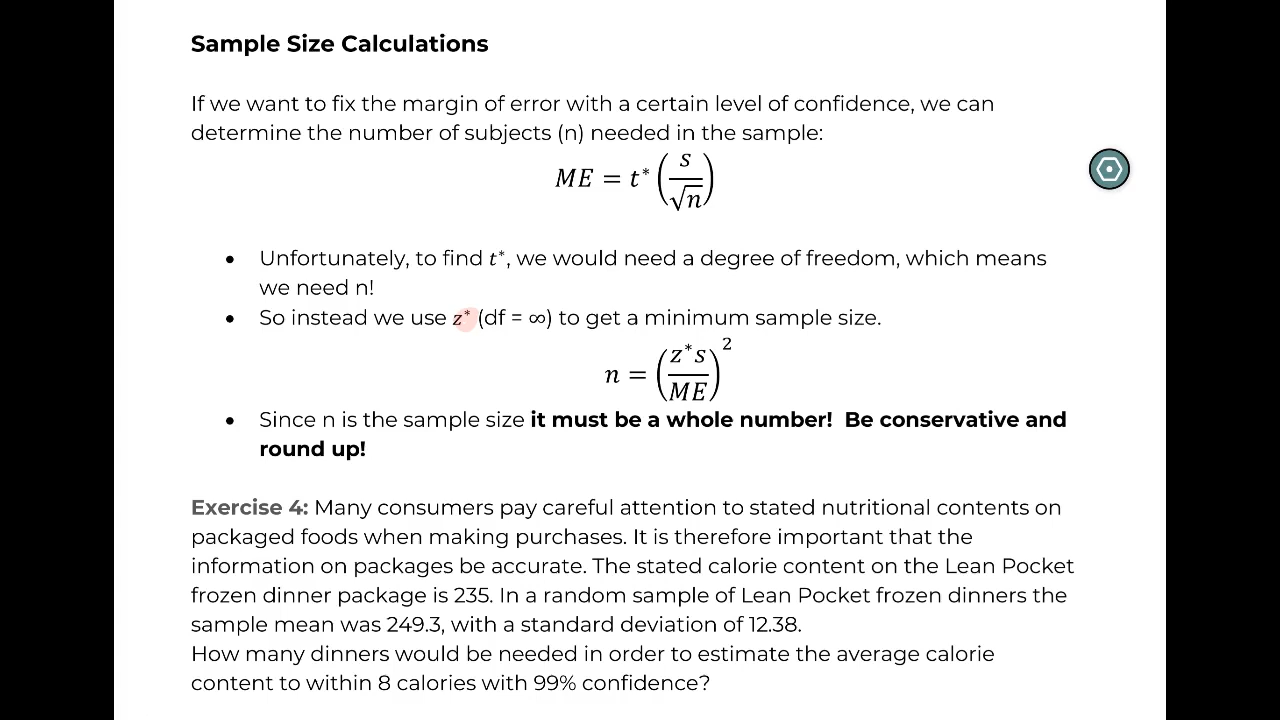 Sample Size Calculations
If we want to fix the margin of error with a certain level of confidence, we can
determine the number of subjects (n) needed in the sample:
ME = t* (s/√n)
• Unfortunately, to find t*, we would need a degree of freedom, which means
we need n!
• So instead we use z* (df = ∞) to get a minimum sample size.
n = (z*s/ME)²
• Since n is the sample size it must be a whole number!  Be conservative and
round up!
Exercise 4: Many consumers pay careful attention to stated nutritional contents on
packaged foods when making purchases. It is therefore important that the
information on packages be accurate. The stated calorie content on the Lean Pocket
frozen dinner package is 235. In a random sample of Lean Pocket frozen dinners the
sample mean was 249.3, with a standard deviation of 12.38.
How many dinners would be needed in order to estimate the average calorie
content to within 8 calories with 99% confidence?